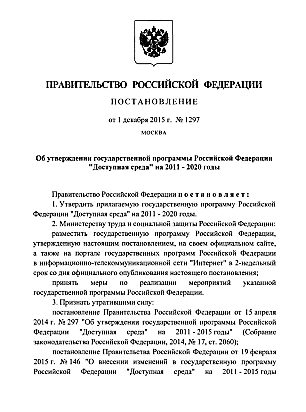 ПРАВИТЕЛЬСТВО РОССИЙСКОЙ ФЕДЕРАЦИИ
ПОСТАНОВЛЕНИЕ
от 1 декабря 2015 г. № 1297
МОСКВА
Об утверждении государственной программы Российской Федерации
"Доступная среда" на 2011 - 2020 годы
Правительство Российской Федерации п о с т а н о в л я е т :
1. Утвердить прилагаемую государственную программу Российской
Федерации "Доступная среда" на 2011 - 2020 годы.
2. Министерству труда и социальной защиты Российской Федерации:
разместить государственную программу Российской Федерации,
утвержденную настоящим постановлением, на своем официальном сайте,
а также на портале государственных программ Российской Федерации
в информационно-телекоммуникационной сети "Интернет" в 2-недельный
срок со дня официального опубликования настоящего постановления;
принять меры по реализации мероприятий указанной
государственной программы Российской Федерации.
3. Признать утратившими силу:
постановление Правительства Российской Федерации от 15 апреля
2014 г. № 297 "Об утверждении государственной программы Российской
Федерации "Доступная среда" на 2011 - 2015 годы" (Собрание
законодательства Российской Федерации, 2014, № 17, ст. 2060);
постановление Правительства Российской Федерации от 19 февраля
2015 г. № 146 "О внесении изменений в государственную программу
Российской Федерации "Доступная среда" на 2011 - 2015 годы